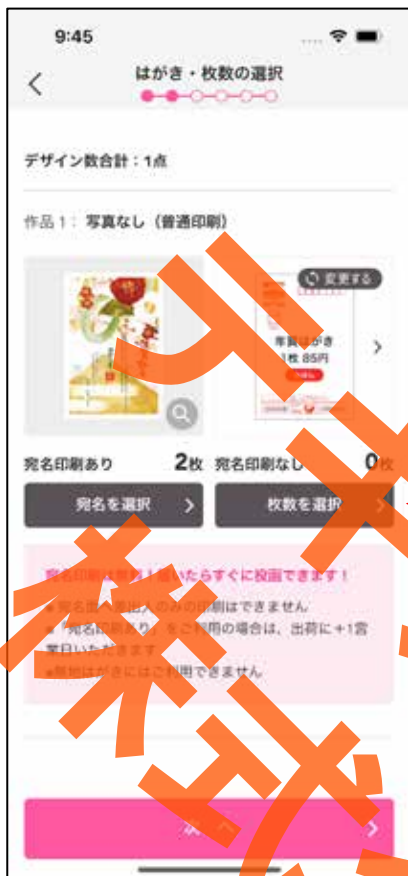 9:45
はがき・枚数の選択
デザイン数合計：1点
作品1： 写真なし（普通印刷）
変更する
年賀はがき
1枚 85円
宛名印刷あり 2枚
宛名印刷なし 0枚
宛名を選択
枚数を選択
宛名印刷は無料！届いたらすぐに投函できます！
●宛名面へ差出人のみの印刷はできません
●「宛名印刷あり」をご利用の場合は、出荷に+1営
業日いただきます
●無地はがきにはご利用できません
次へ
株式